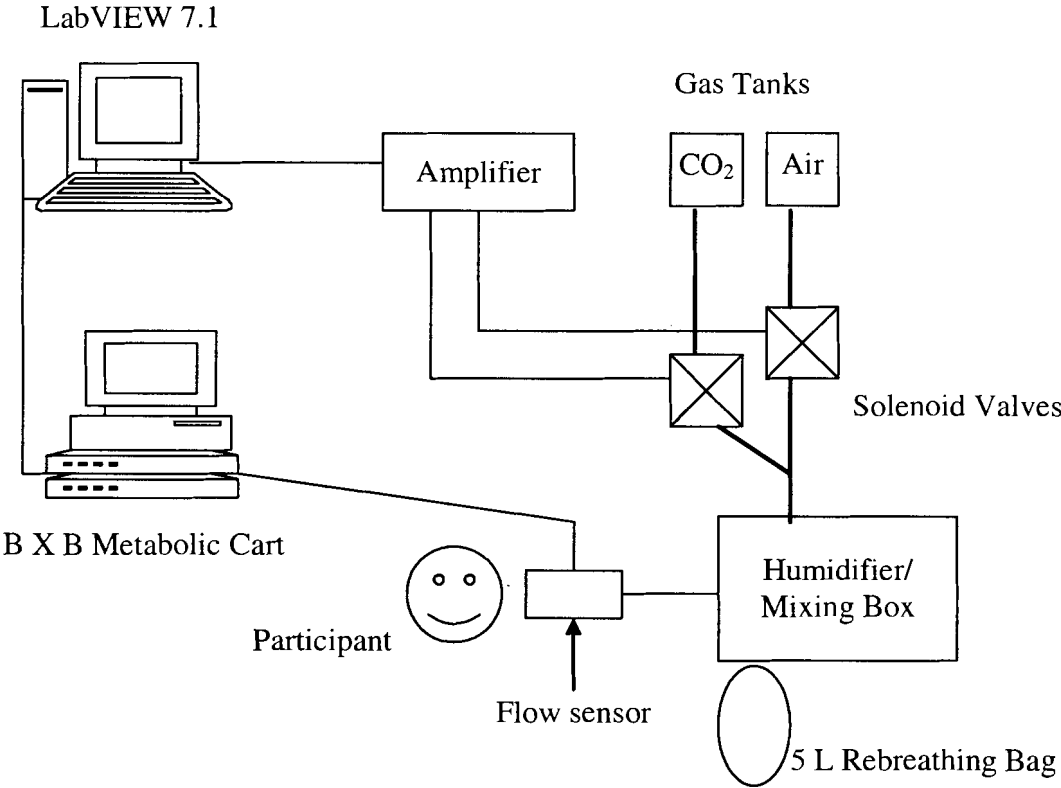 LabVIEW 7.1
Gas Tanks
Amplifier
CO₂
Air
Solenoid Valves
B X B Metabolic Cart
Humidifier/
Mixing Box
Participant
Flow sensor
5 L Rebreathing Bag